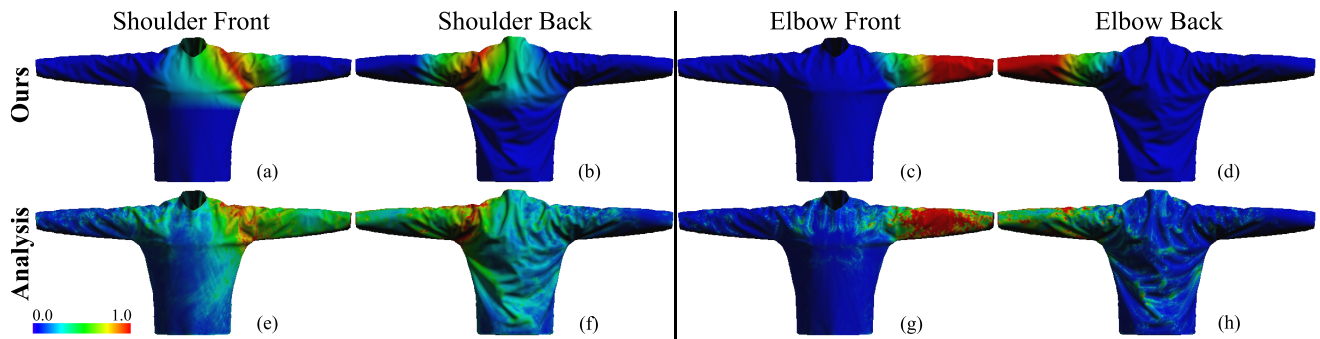 Shoulder Front Shoulder Back Elbow Front Elbow Back
Ours
(a) (b) (c) (d)
Analysis
0.0 1.0
(e) (f) (g) (h)